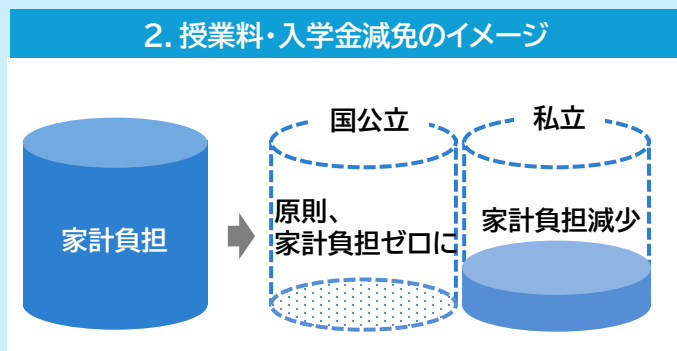 2. 授業料・入学金減免のイメージ
家計負担
国公立
原則、
家計負担ゼロに
私立
家計負担減少